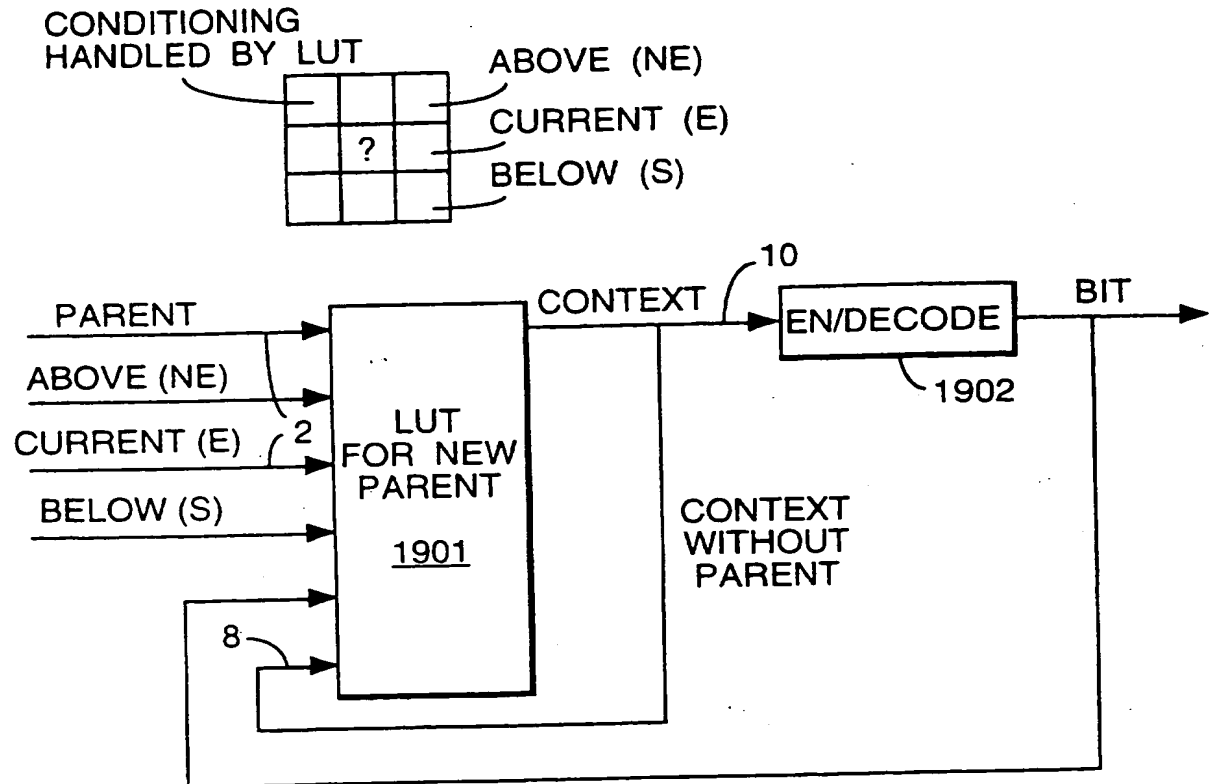 CONDITIONING
HANDLED BY LUT
ABOVE (NE)
CURRENT (E)
?
BELOW (S)
10
PARENT
CONTEXT
BIT
EN/DECODE
ABOVE (NE)
1902
2
CURRENT (E)
LUT
FOR NEW
PARENT
BELOW (S)
CONTEXT
WITHOUT
PARENT
1901
8